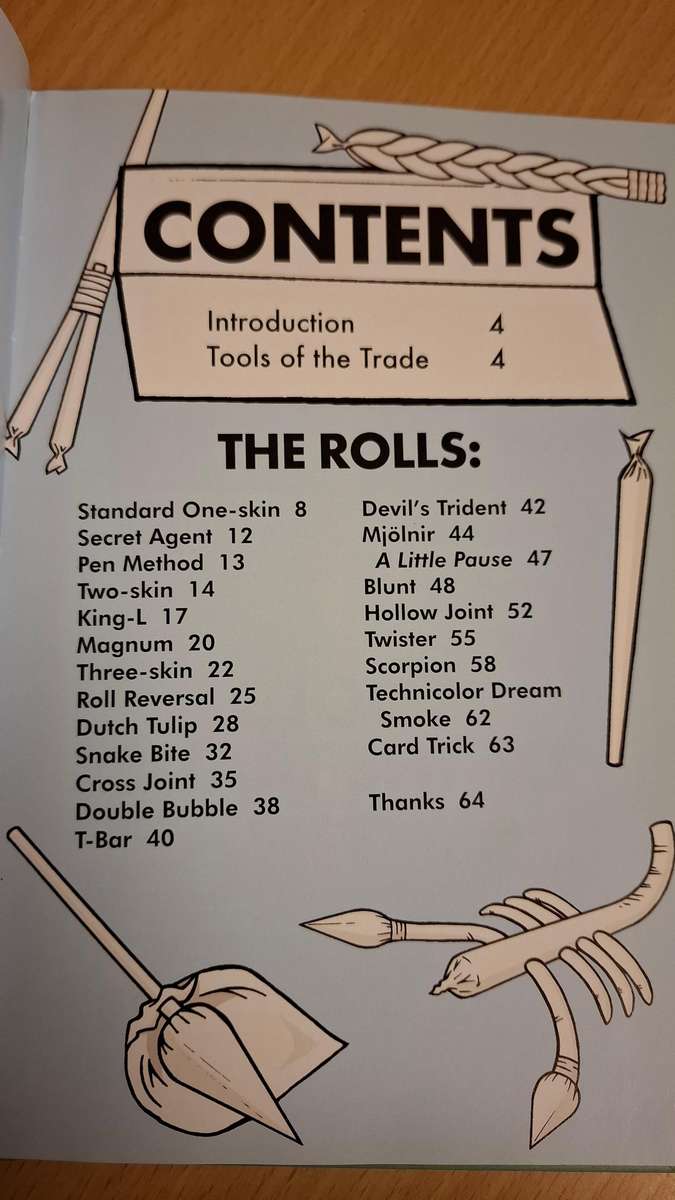 CONTENTS
Introduction 4
Tools of the Trade 4
THE ROLLS:
Standard One-skin 8
Secret Agent 12
Pen Method 13
Two-skin 14
King-L 17
Magnum 20
Three-skin 22
Roll Reversal 25
Dutch Tulip 28
Snake Bite 32
Cross Joint 35
Double Bubble 38
T-Bar 40
Devil's Trident 42
Mjölnir 44
A Little Pause 47
Blunt 48
Hollow Joint 52
Twister 55
Scorpion 58
Technicolor Dream
Smoke 62
Card Trick 63
Thanks 64